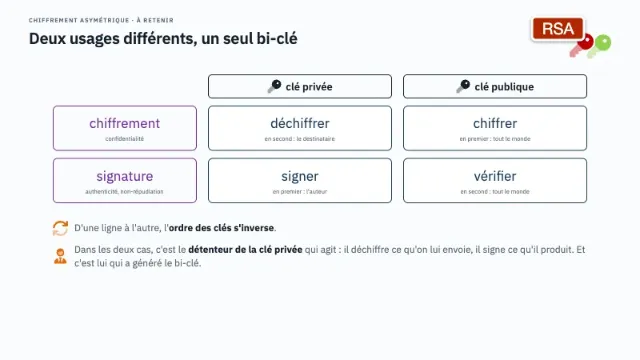 CHIFFREMENT ASYMÉTRIQUE · À RETENIR
Deux usages différents, un seul bi-clé
RSA
clé privée
clé publique
chiffrement
confidentialité
déchiffrer
en second : le destinataire
chiffrer
en premier : tout le monde
signature
authenticité, non-répudiation
signer
en premier : l'auteur
vérifier
en second : tout le monde
D'une ligne à l'autre, l'ordre des clés s'inverse.
Dans les deux cas, c'est le détenteur de la clé privée qui agit : il déchiffre ce qu'on lui envoie, il signe ce qu'il produit. Et
c'est lui qui a généré le bi-clé.